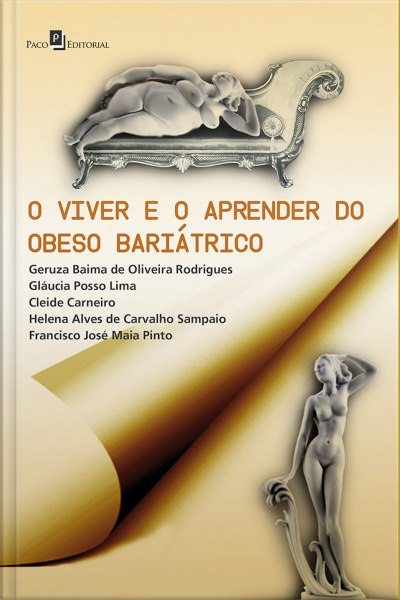 PACO EDITORIAL
O VIVER E O APRENDER DO
OBESO BARIÁTRICO
Geruza Baima de Oliveira Rodrigues
Gláucia Posso Lima
Cleide Carneiro
Helena Alves de Carvalho Sampaio
Francisco José Maia Pinto